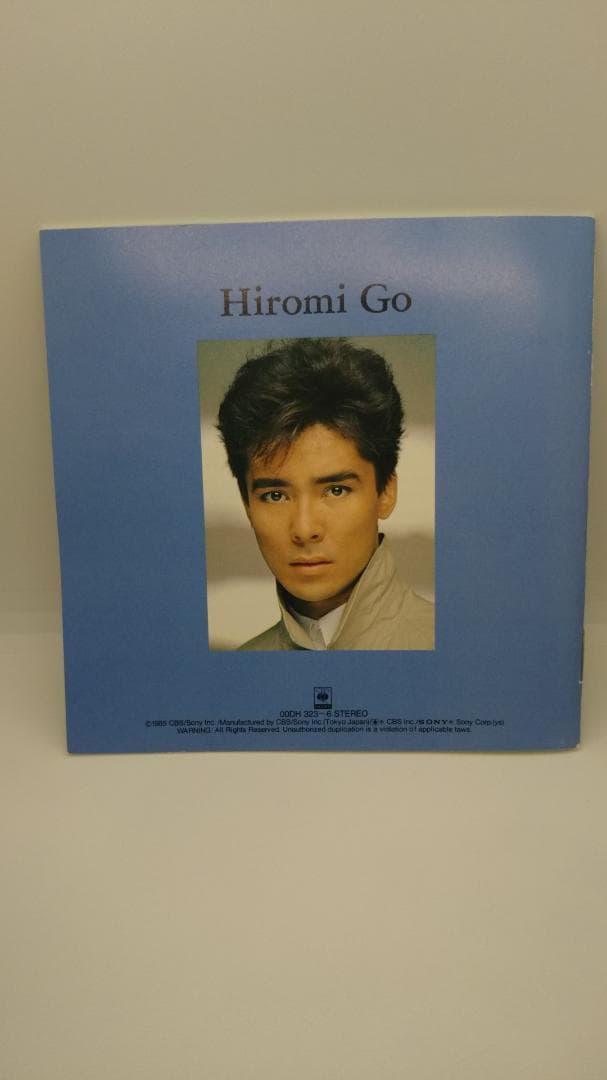 Hiromi Go
00DH 323~6 STEREO
©1985 CBS/Sony Inc./Manufactured by CBS/Sony Inc.(Tokyo Japan)/ CBS Inc./SONY® Sony Corp.(ys)
WARNING: All Rights Reserved. Unauthorized duplication is a violation of applicable laws.